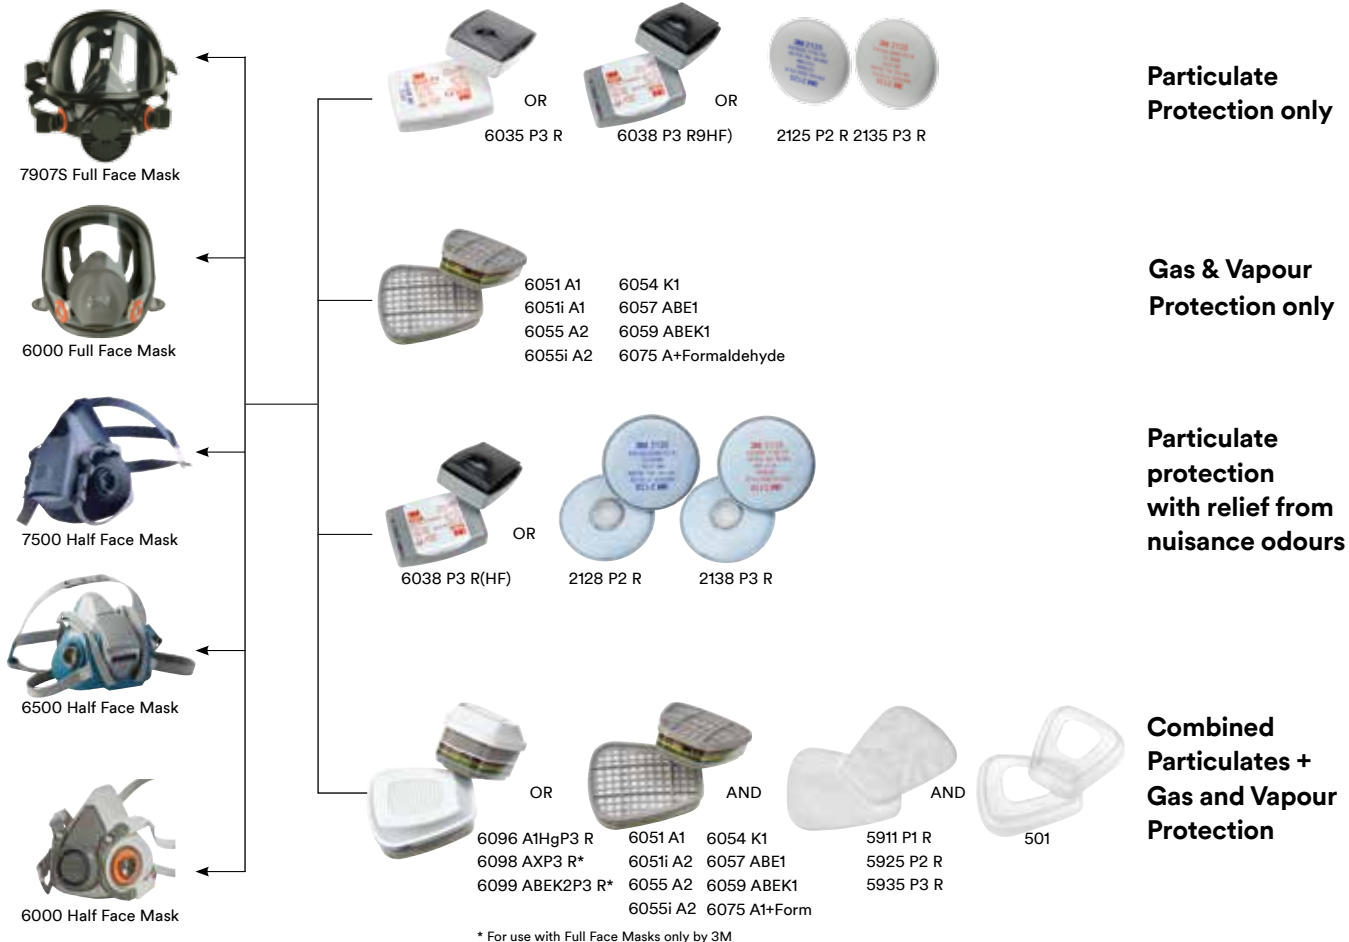 7907S Full Face Mask
6000 Full Face Mask
7500 Half Face Mask
6500 Half Face Mask
6000 Half Face Mask
OR
OR
6035 P3 R
6038 P3 R9HF)
2125 P2 R 2135 P3 R
Particulate
Protection only
6051 A1 6054 K1
6051i A1 6057 ABE1
6055 A2 6059 ABEK1
6055i A2 6075 A+Formaldehyde
Gas & Vapour
Protection only
OR
6038 P3 R(HF)
2128 P2 R
2138 P3 R
Particulate
protection
with relief from
nuisance odours
OR
AND
AND
6096 A1HgP3 R
6098 AXP3 R*
6099 ABEK2P3 R*
6051 A1 6054 K1
6051i A2 6057 ABE1
6055 A2 6059 ABEK1
6055i A2 6075 A1+Form
5911 P1 R
5925 P2 R
5935 P3 R
501
Combined
Particulates +
Gas and Vapour
Protection
* For use with Full Face Masks only by 3M